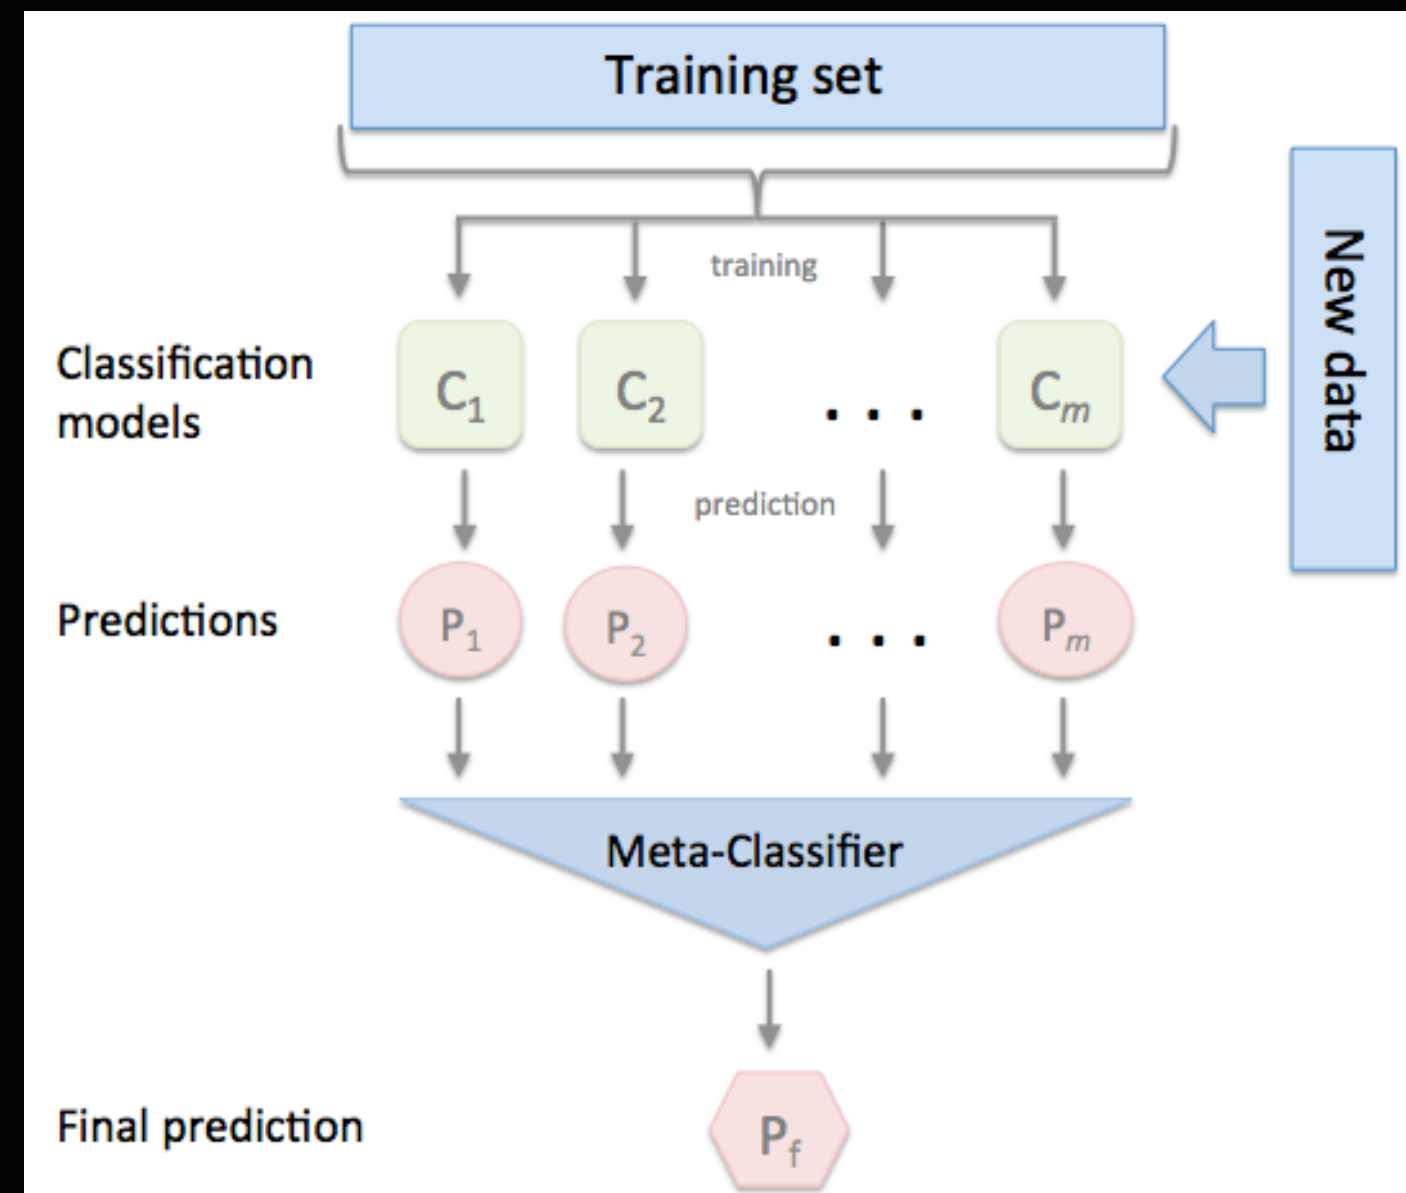 Training set
New data
training
Classification
models
C1
C2
. . .
Cm
prediction
Predictions
P1
P2
. . .
Pm
Meta-Classifier
Final prediction
Pf